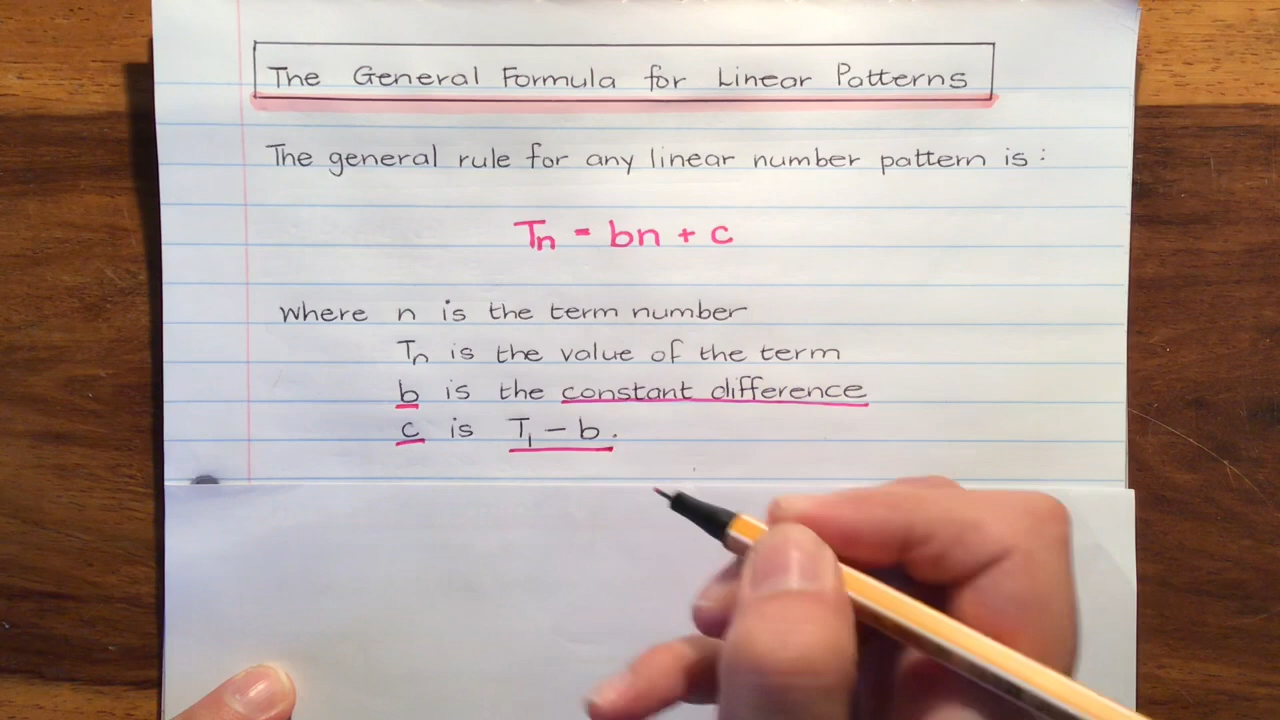 The General Formula for Linear Patterns
The general rule for any linear number pattern is :
Tn = bn + c
where n is the term number
Tn is the value of the term
b is the constant difference
c is T1 - b.